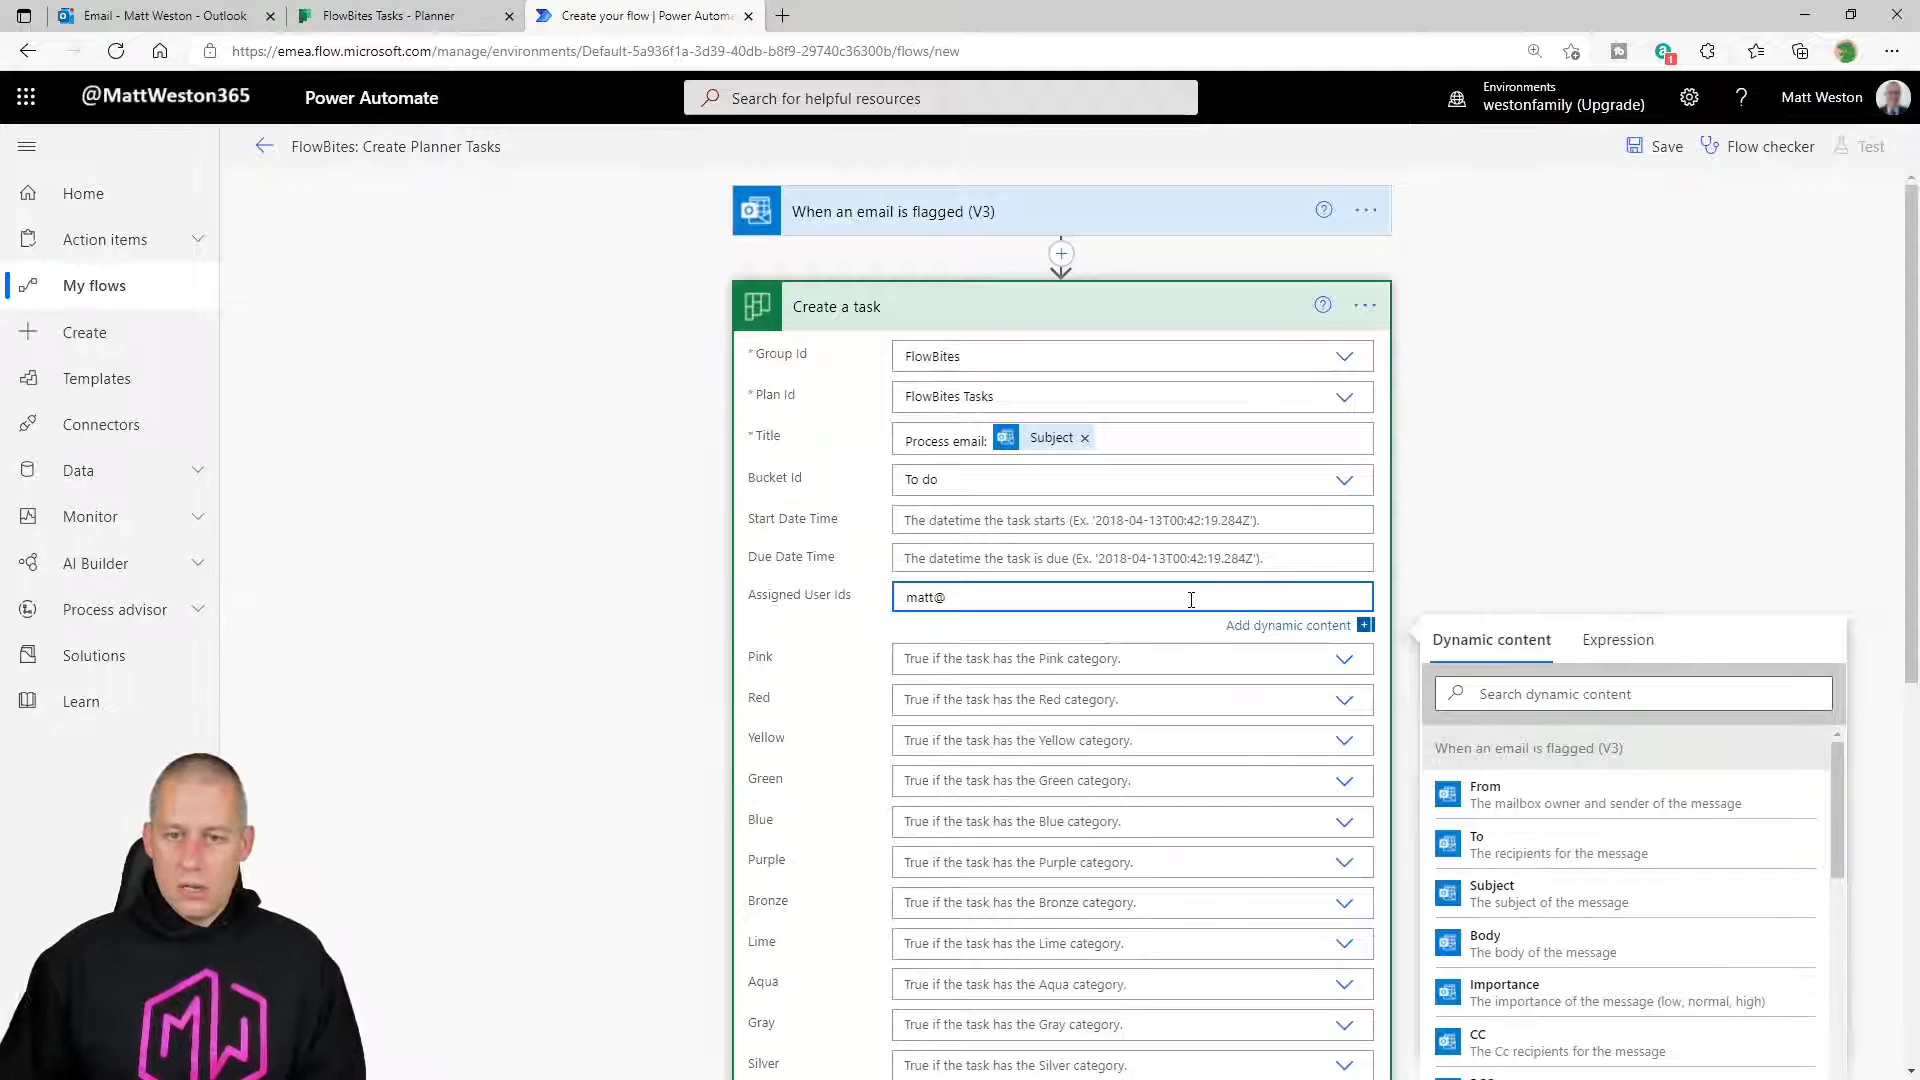 Email - Matt Weston - Outlook
FlowBites Tasks - Planner
Create your flow | Power Automa
https://emea.flow.microsoft.com/manage/environments/Default-5a936f1a-3d39-40db-b8f9-29740c36300b/flows/new
1
@MattWeston365
Power Automate
Search for helpful resources
Environments
westonfamily (Upgrade)
?
Matt Weston
FlowBites: Create Planner Tasks
Save
Flow checker
Test
Home
Action items
My flows
Create
Templates
Connectors
Data
Monitor
AI Builder
Process advisor
Solutions
Learn
When an email is flagged (V3)
Create a task
* Group Id
FlowBites
* Plan Id
FlowBites Tasks
* Title
Process email: Subject
Bucket Id
To do
Start Date Time
The datetime the task starts (Ex. '2018-04-13T00:42:19.284Z').
Due Date Time
The datetime the task is due (Ex. '2018-04-13T00:42:19.284Z').
Assigned User Ids
matt@
Add dynamic content
Pink
True if the task has the Pink category.
Red
True if the task has the Red category.
Yellow
True if the task has the Yellow category.
Green
True if the task has the Green category.
Blue
True if the task has the Blue category.
Purple
True if the task has the Purple category.
Bronze
True if the task has the Bronze category.
Lime
True if the task has the Lime category.
Aqua
True if the task has the Aqua category.
Gray
True if the task has the Gray category.
Silver
True if the task has the Silver category.
Dynamic content
Expression
Search dynamic content
When an email is flagged (V3)
From
The mailbox owner and sender of the message
To
The recipients for the message
Subject
The subject of the message
Body
The body of the message
Importance
The importance of the message (low, normal, high)
CC
The Cc recipients for the message
MW